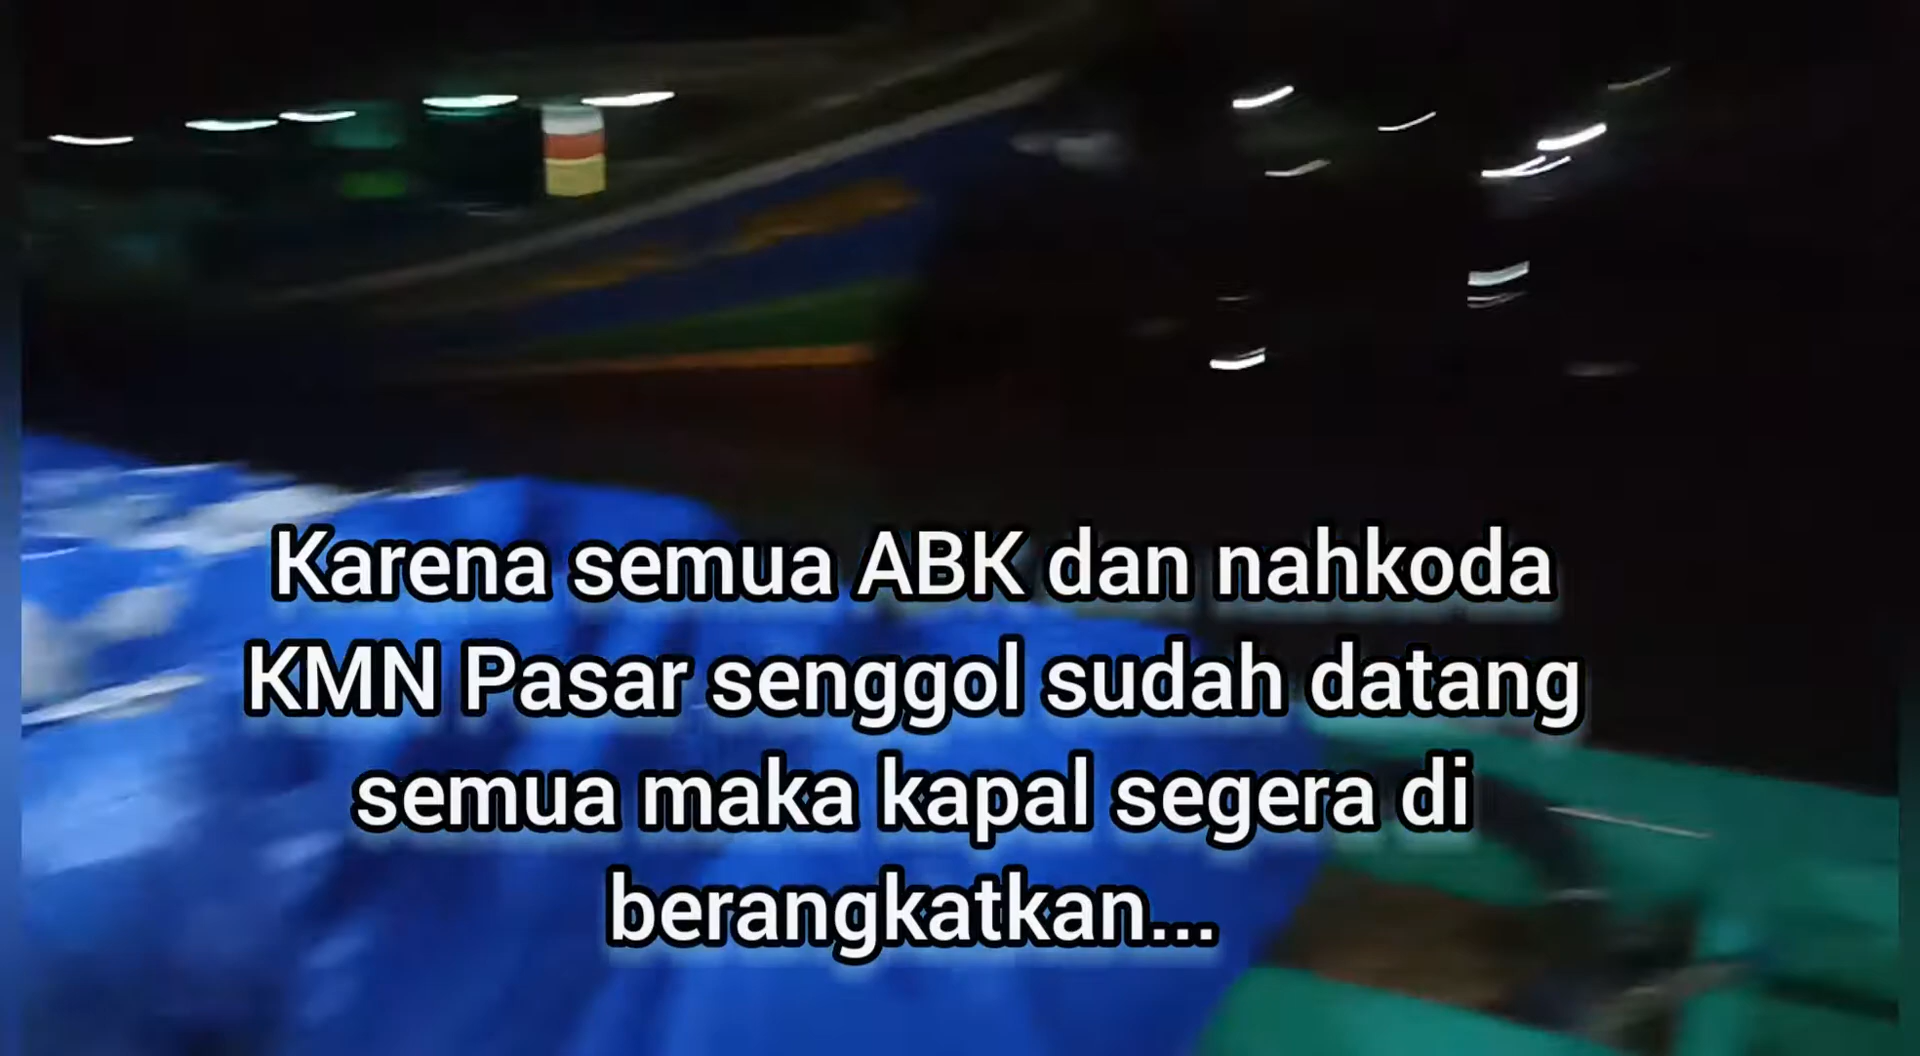 Karena semua ABK dan nahkoda
KMN Pasar senggol sudah datang
semua maka kapal segera di
berangkatkan...